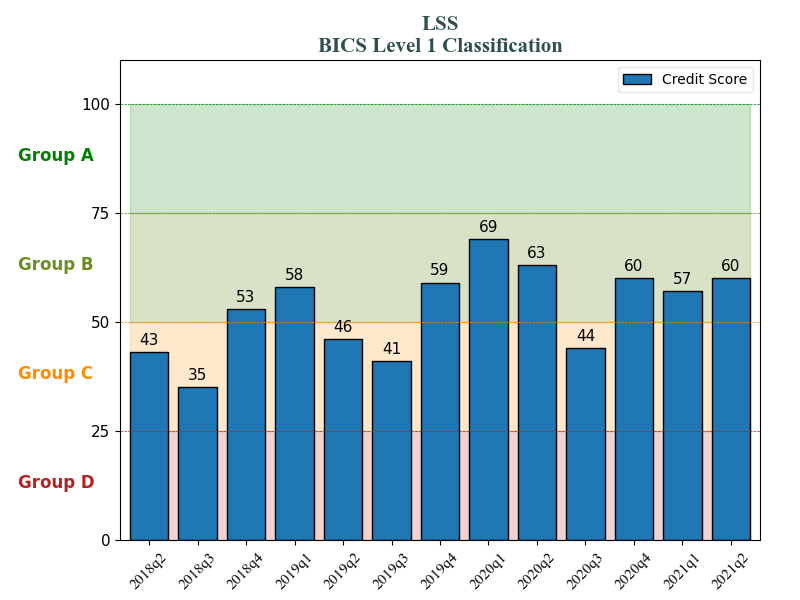 LSS
BICS Level 1 Classification
Credit Score
100
Group A
75
69
Group B
63
60
60
59
58
57
53
50
46
44
43
41
Group C
35
25
Group D
0
2018q2
2018q3
2018q4
2019q1
2019q2
2019q3
2019q4
2020q1
2020q2
2020q3
2020q4
2021q1
2021q2